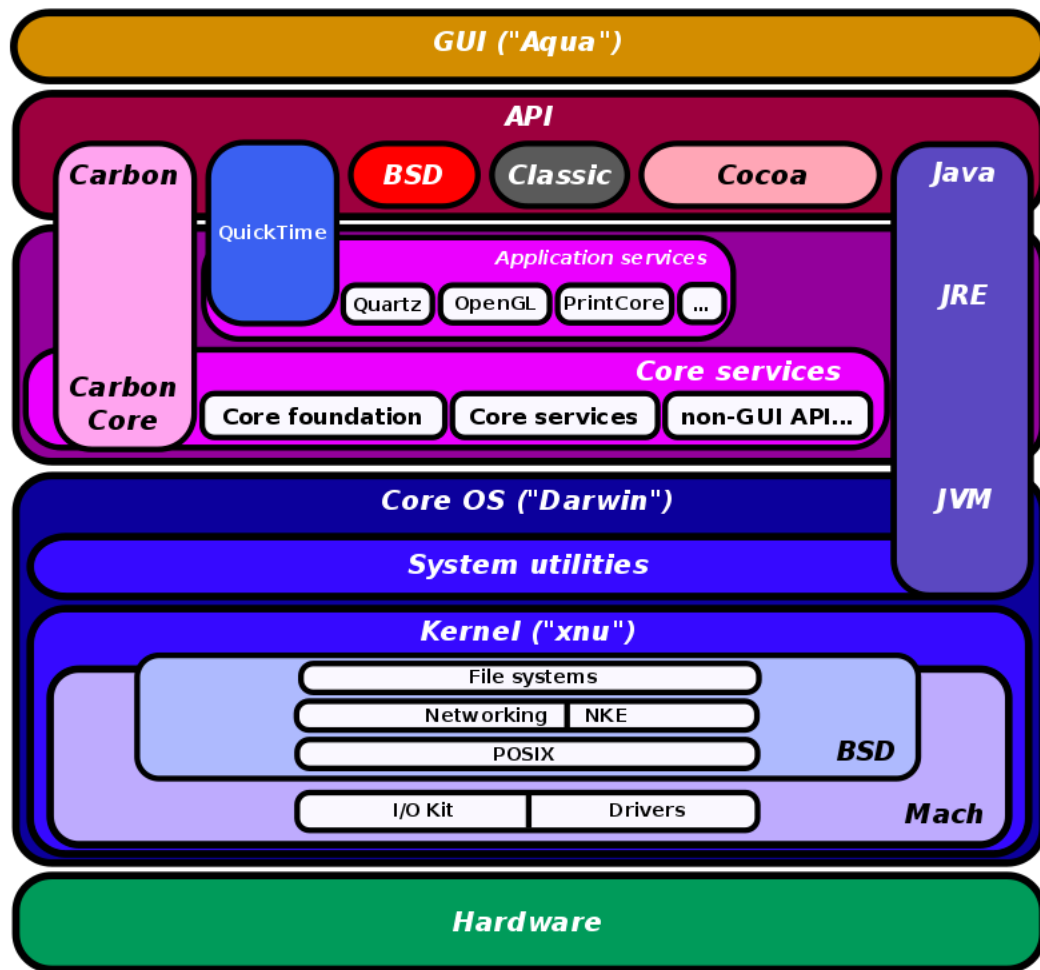 GUI ("Aqua")
API
Carbon
BSD
Classic
Cocoa
Java
QuickTime
Application services
JRE
Quartz
OpenGL
PrintCore
...
Core services
Carbon
Core
Core foundation
Core services
non-GUI API...
Core OS ("Darwin")
JVM
System utilities
Kernel ("xnu")
File systems
Networking
NKE
POSIX
BSD
I/O Kit
Drivers
Mach
Hardware